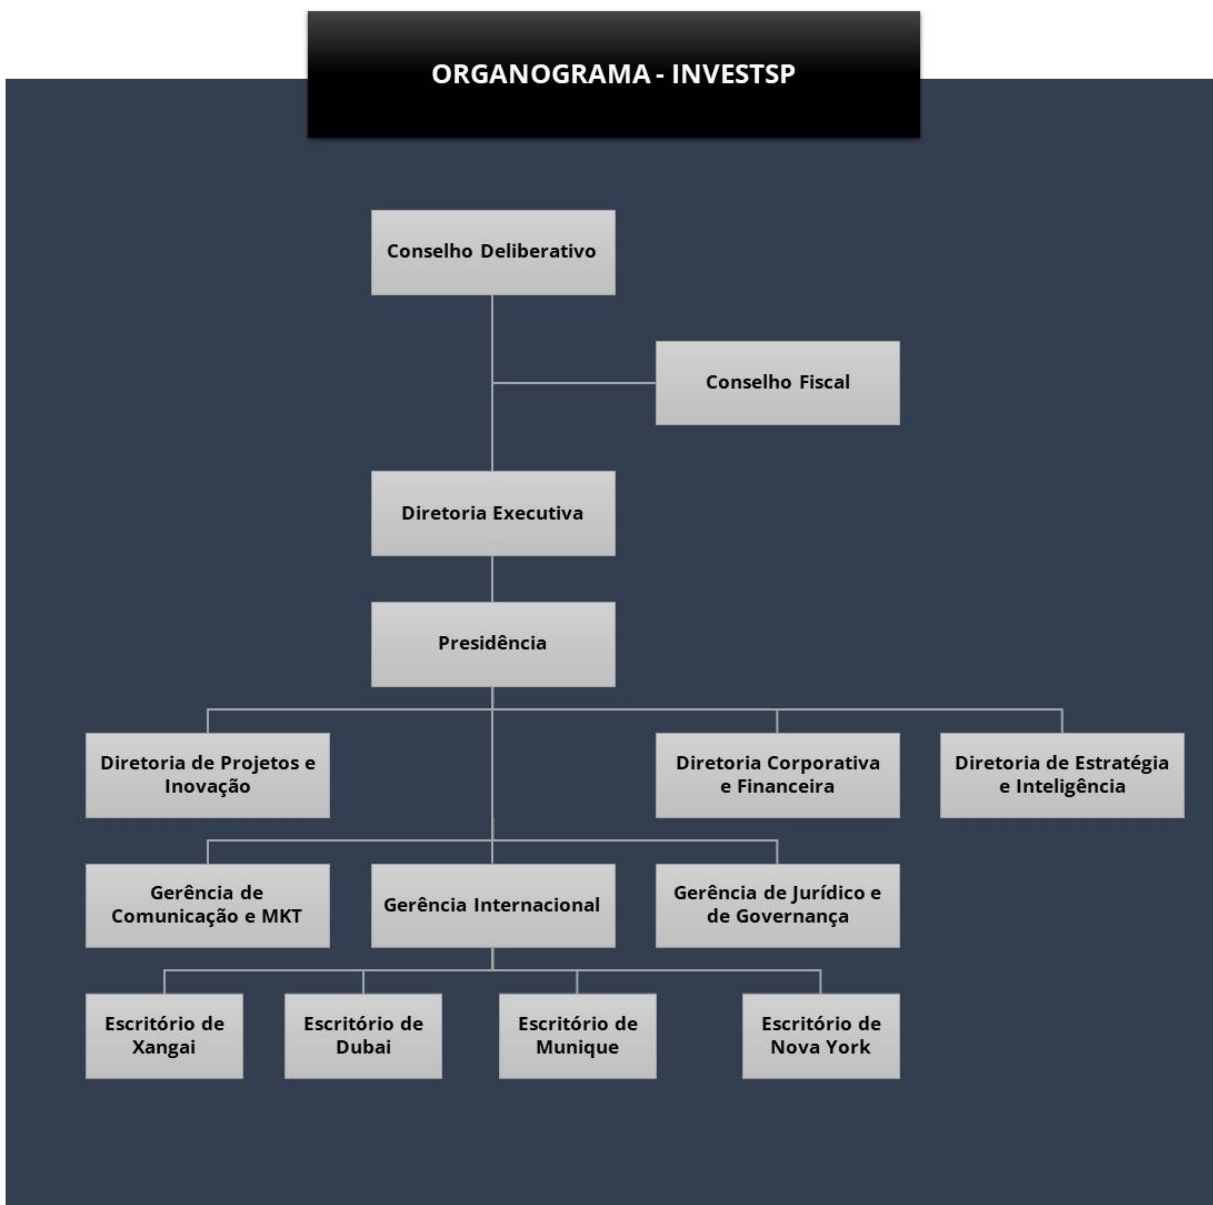 ORGANOGRAMA - INVESTSP
Conselho Deliberativo
Conselho Fiscal
Diretoria Executiva
Presidência
Diretoria de Projetos e
Inovação
Diretoria Corporativa
e Financeira
Diretoria de Estratégia
e Inteligência
Gerência de
Comunicação e MKT
Gerência Internacional
Gerência de Jurídico e
de Governança
Escritório de
Xangai
Escritório de
Dubai
Escritório de
Munique
Escritório de
Nova York